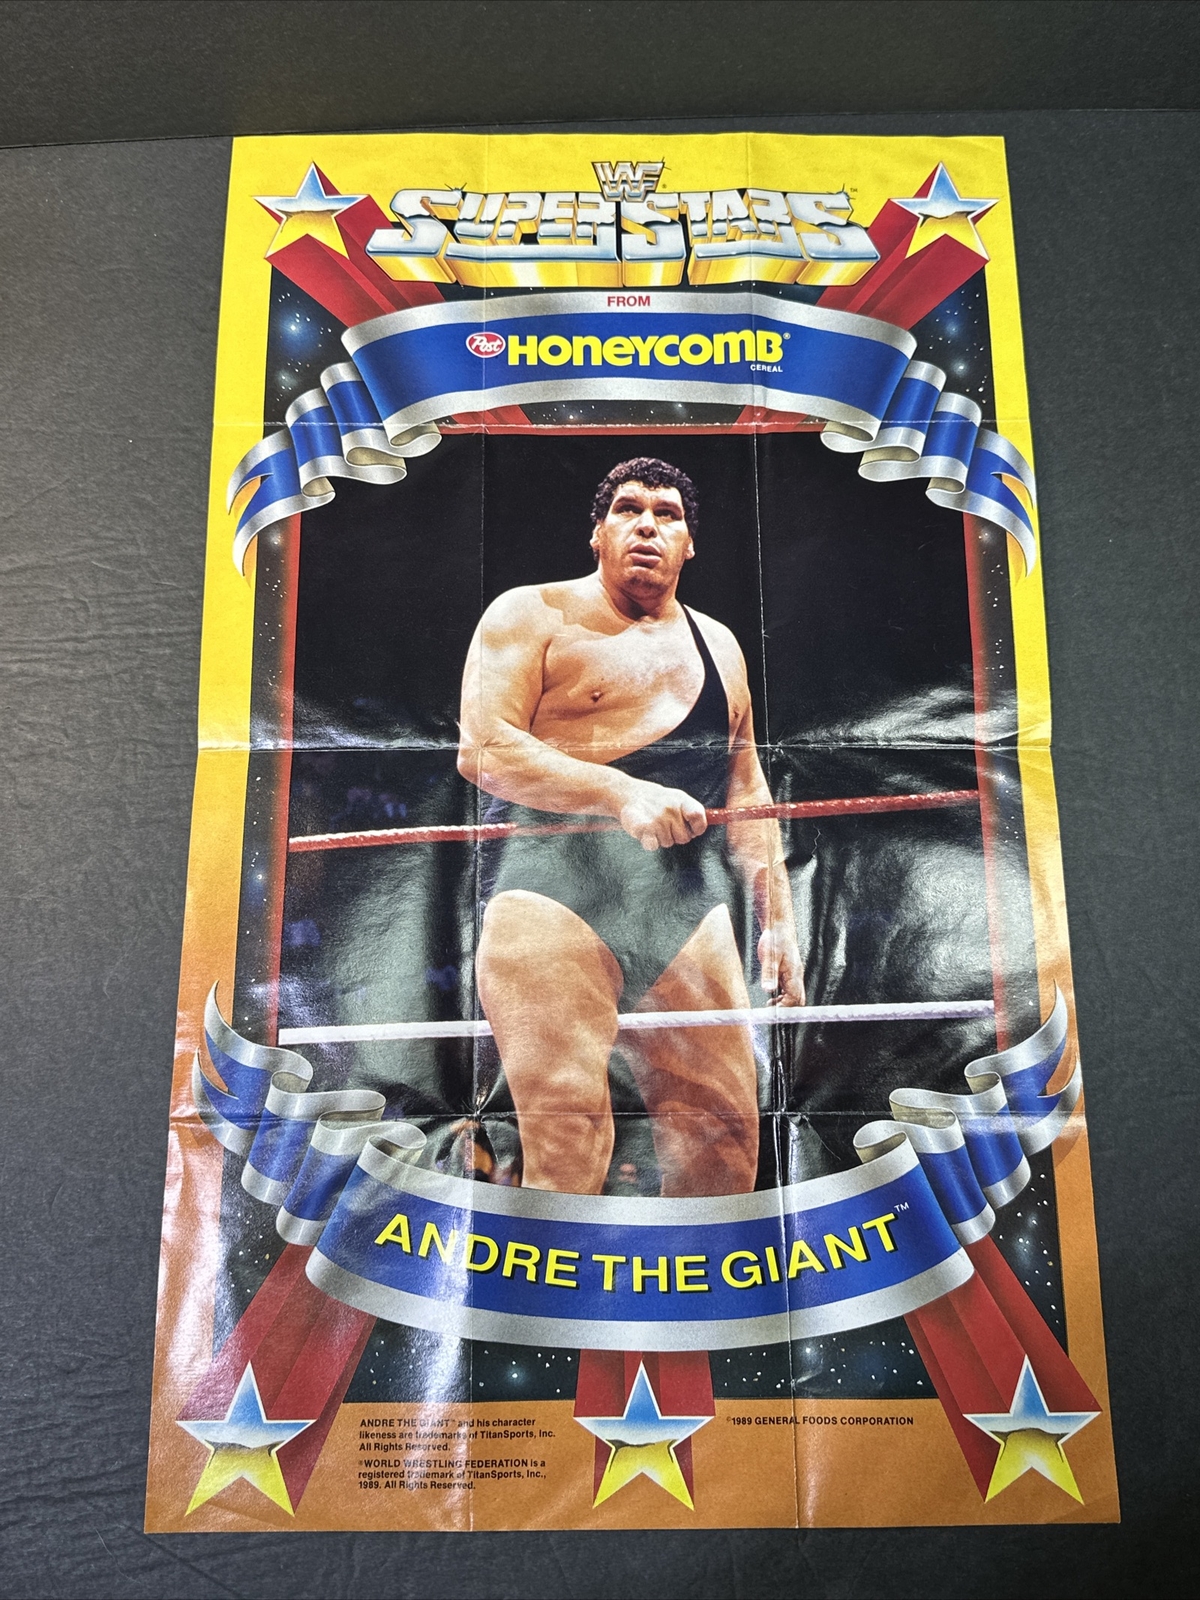 WWF®
SUPERSTARS™
FROM
Post HONEYCOMB®
CEREAL
ANDRE THE GIANT™
ANDRE THE GIANT™ and his character
likeness are trademarks of TitanSports, Inc.
All Rights Reserved.
®WORLD WRESTLING FEDERATION is a
registered trademark of TitanSports, Inc.,
1989. All Rights Reserved.
©1989 GENERAL FOODS CORPORATION